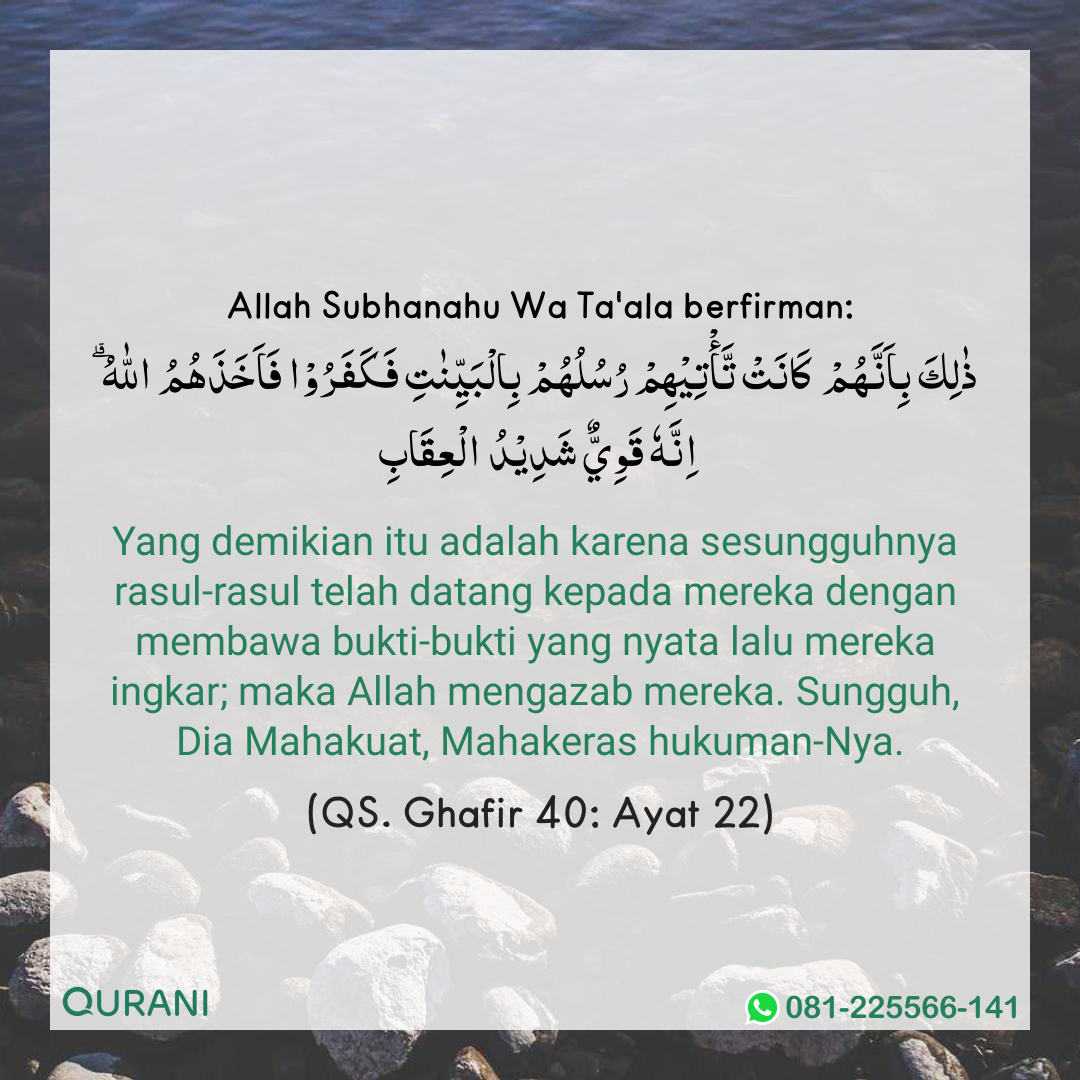 Allah Subhanahu Wa Ta'ala berfirman:
ذٰلِكَ بِاَنَّهُمْ كَانَتْ تَّأْتِيْهِمْ رُسُلُهُمْ بِالْبَيِّنٰتِ فَكَفَرُوْا فَاَخَذَهُمُ اللّٰهُ ۗ
اِنَّهٗ قَوِيٌّ شَدِيْدُ الْعِقَابِ
Yang demikian itu adalah karena sesungguhnya
rasul-rasul telah datang kepada mereka dengan
membawa bukti-bukti yang nyata lalu mereka
ingkar; maka Allah mengazab mereka. Sungguh,
Dia Mahakuat, Mahakeras hukuman-Nya.
(QS. Ghafir 40: Ayat 22)
QURANI
081-225566-141